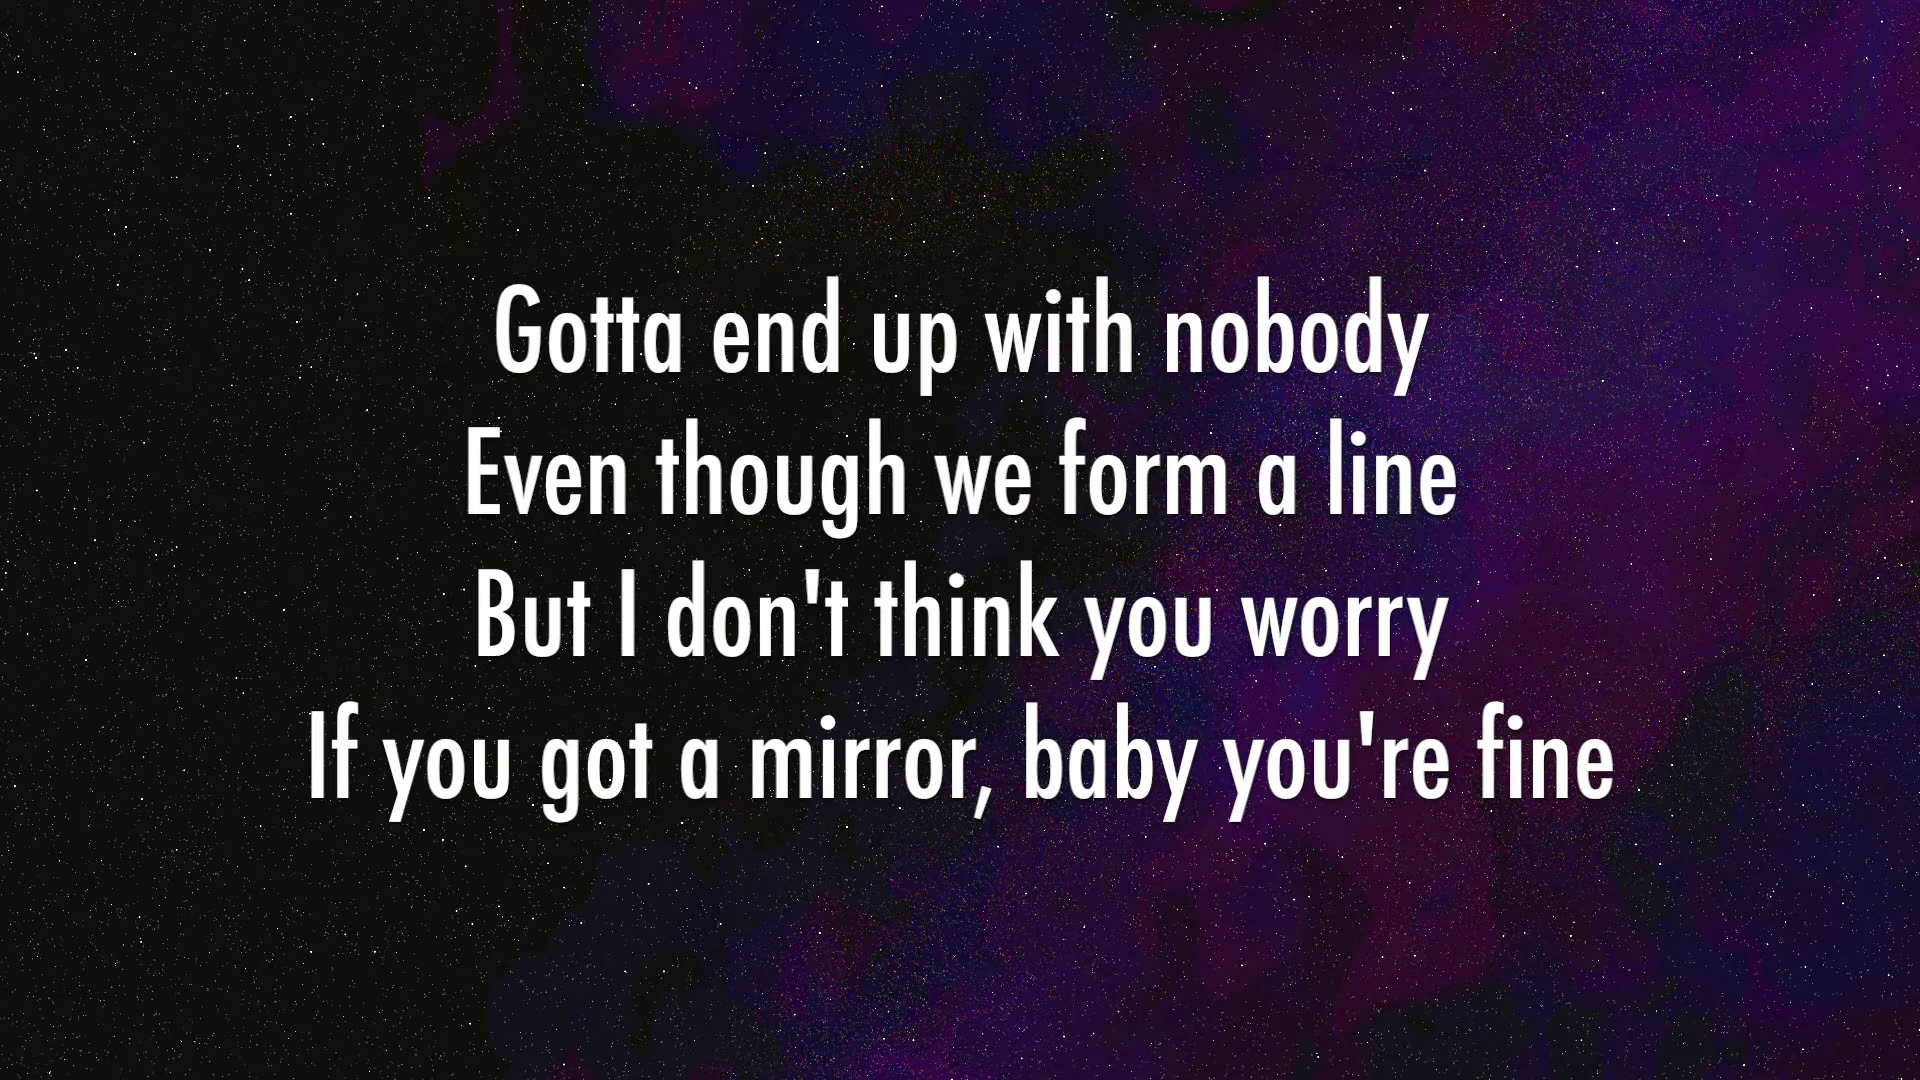 Gotta end up with nobody
Even though we form a line
But I don't think you worry
If you got a mirror, baby you're fine